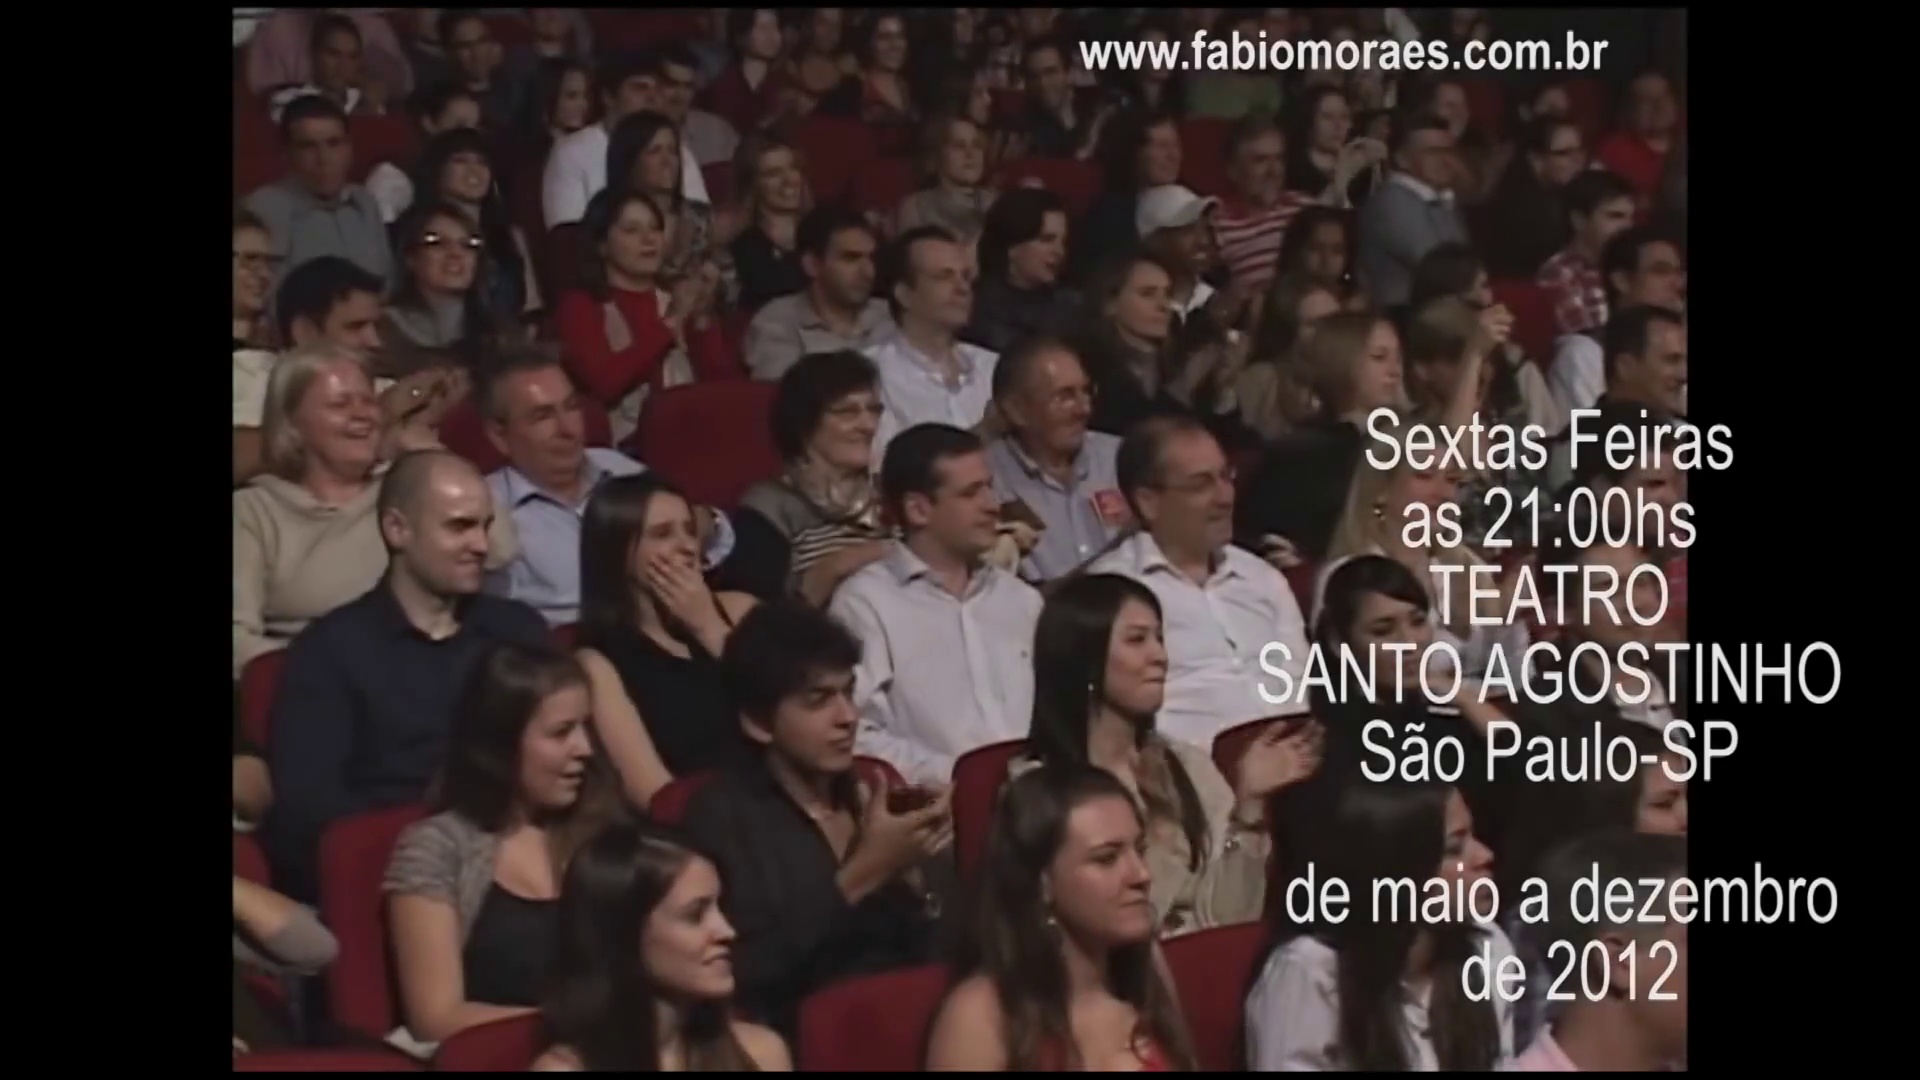 www.fabiomoraes.com.br
Sextas Feiras
as 21:00hs
TEATRO
SANTO AGOSTINHO
São Paulo-SP
de maio a dezembro
de 2012